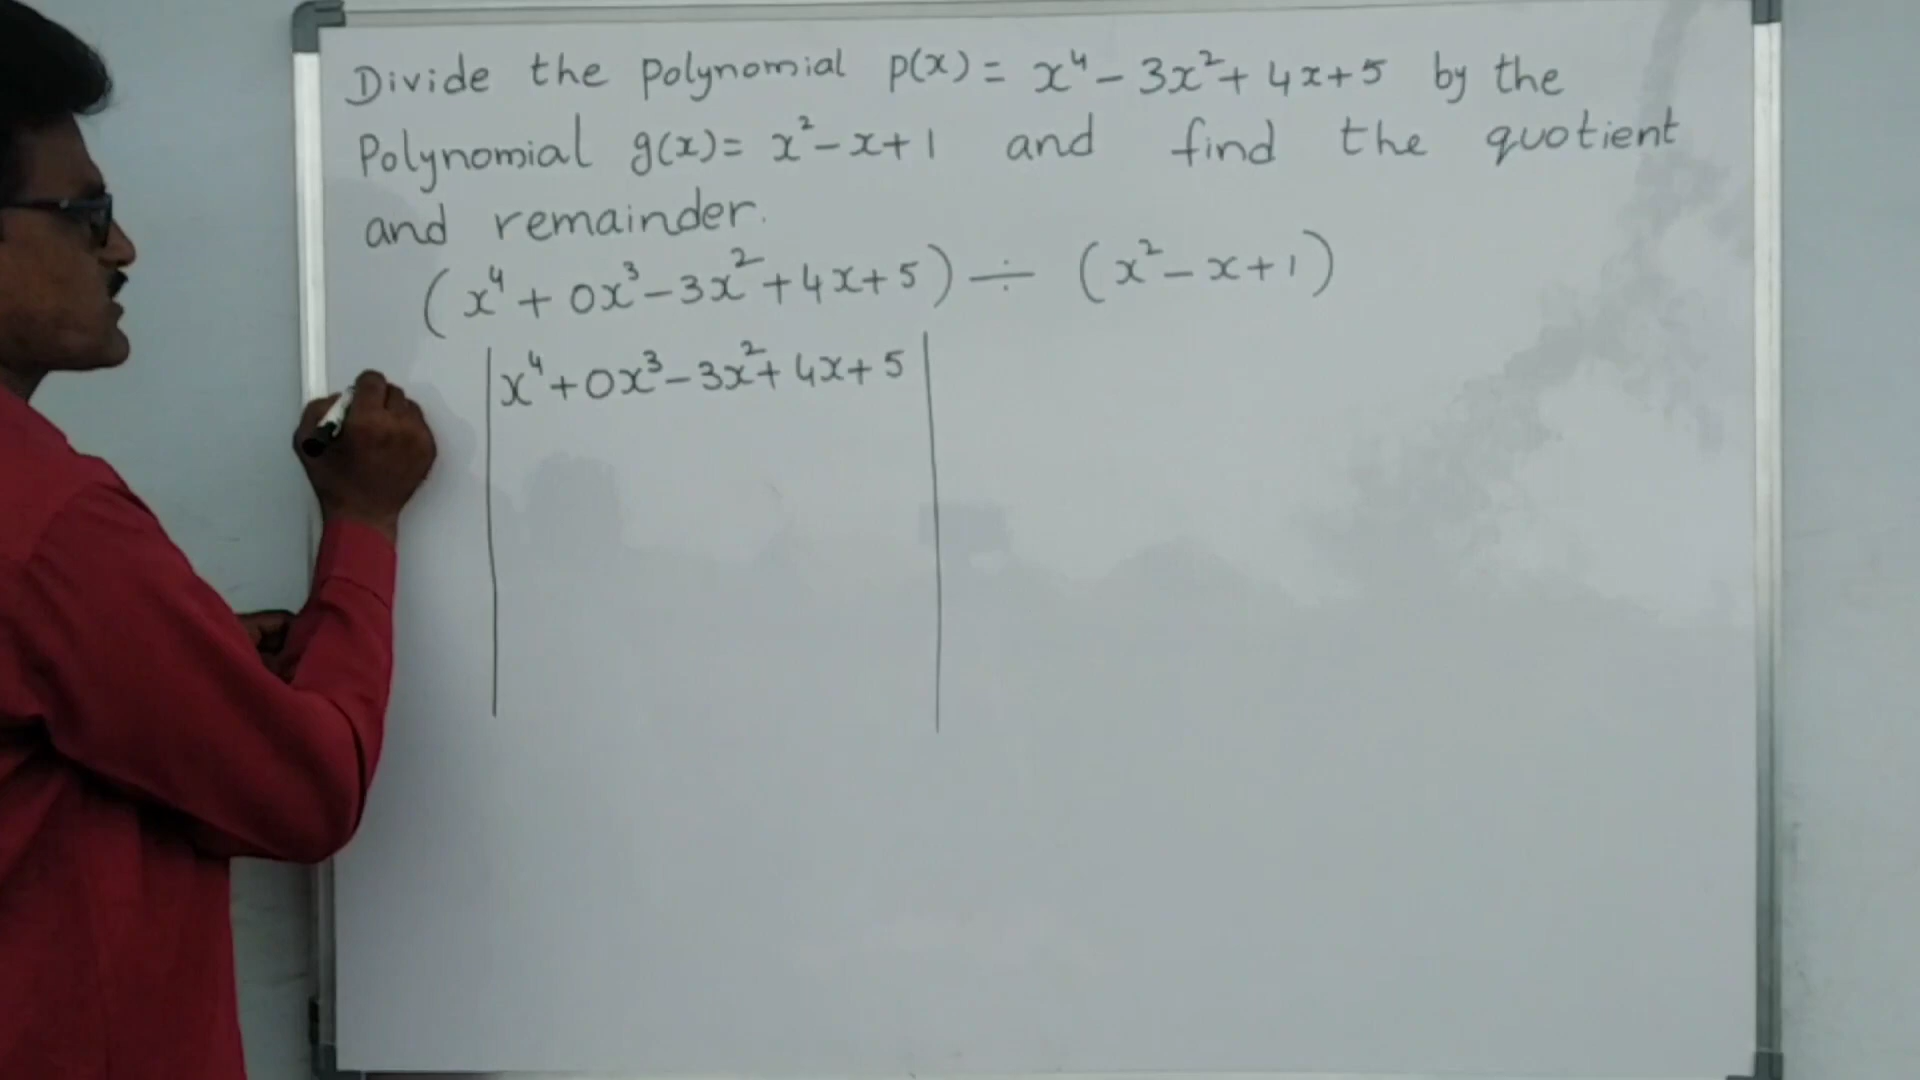 Divide the Polynomial p(x) = x⁴ - 3x² + 4x + 5 by the
Polynomial g(x) = x² - x + 1 and find the quotient
and remainder.
(x⁴ + 0x³ - 3x² + 4x + 5) ÷ (x² - x + 1)
x⁴ + 0x³ - 3x² + 4x + 5